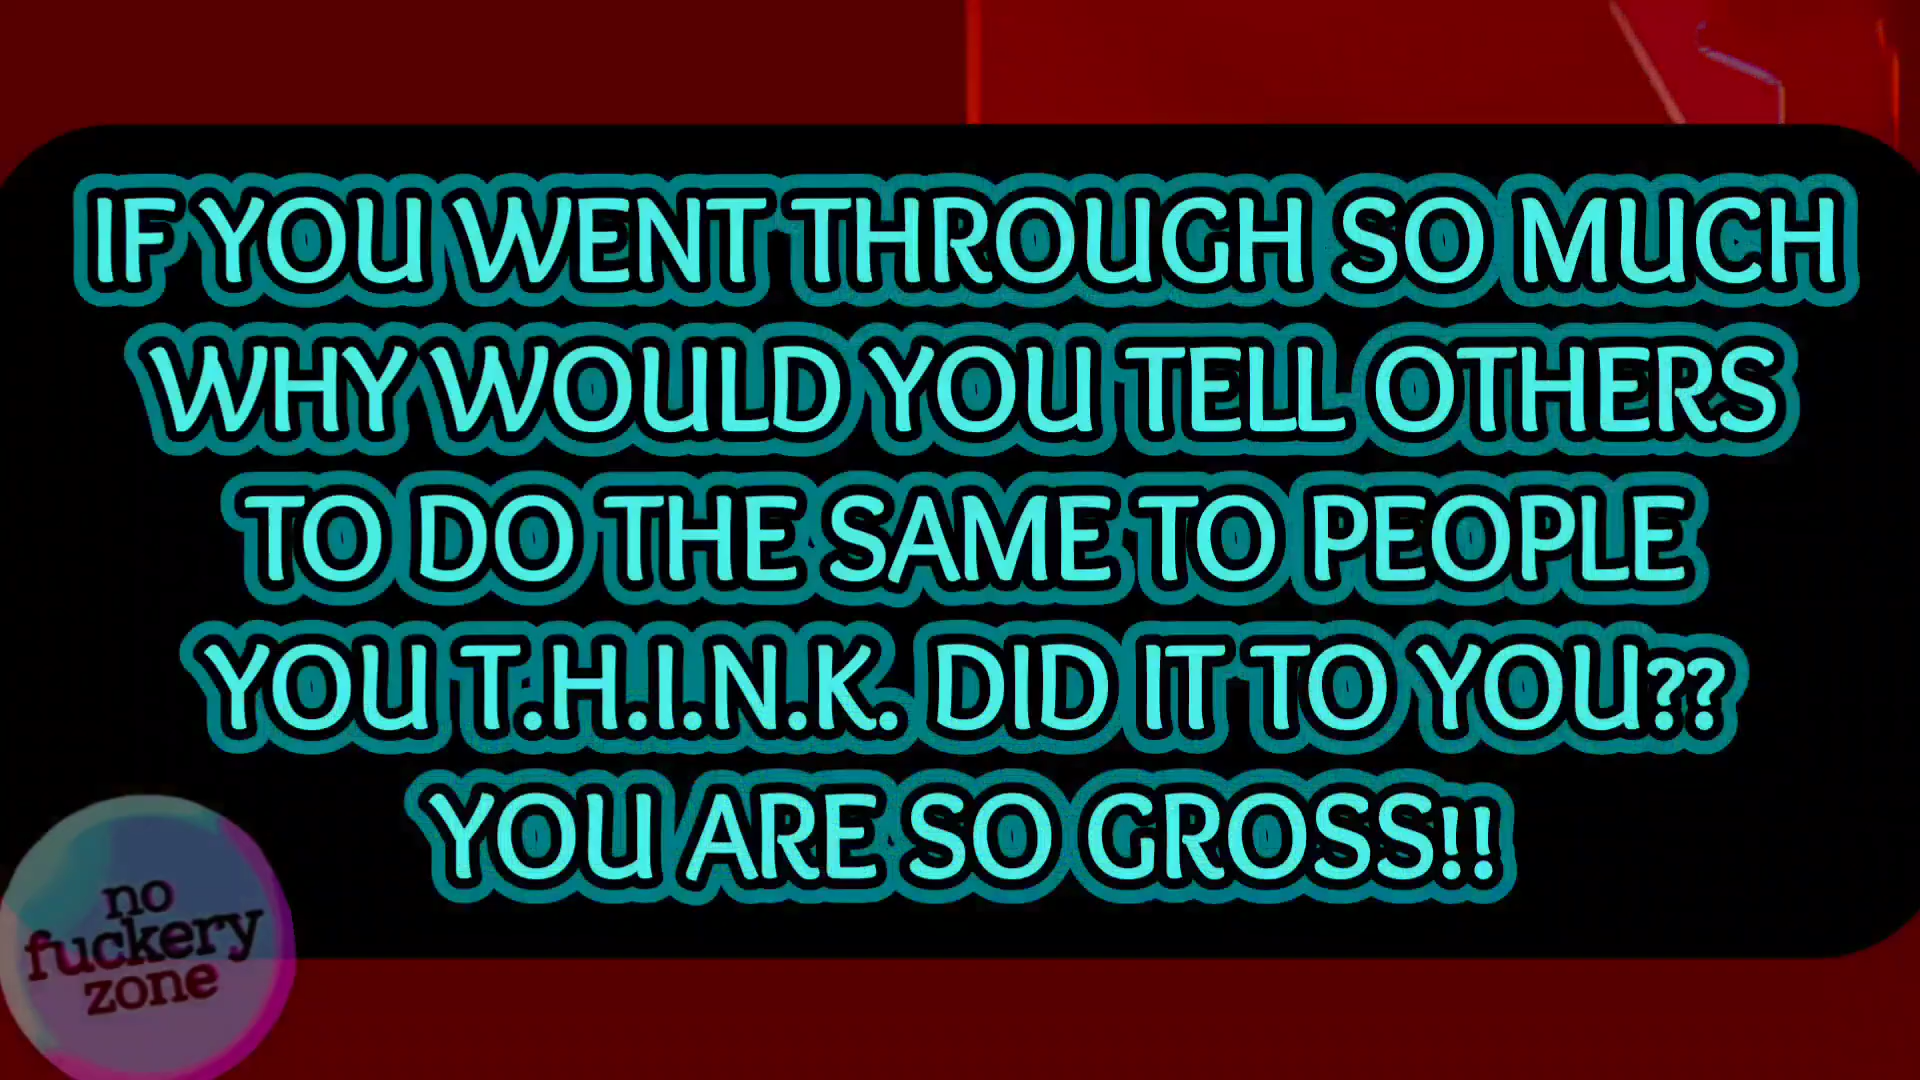 IF YOU WENT THROUGH SO MUCH
WHY WOULD YOU TELL OTHERS
TO DO THE SAME TO PEOPLE
YOU T.H.I.N.K. DID IT TO YOU??
YOU ARE SO GROSS!!
no
fuckery
zone